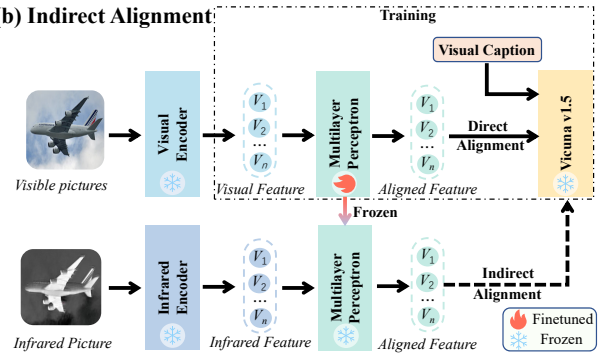 (b) Indirect Alignment
Training
Visual Caption
Visual Encoder
V1
V2
...
Vn
Multilayer Perceptron
V1
V2
...
Vn
Direct
Alignment
Vicuna v1.5
Visible pictures
Visual Feature
Aligned Feature
Frozen
Infrared Encoder
V1
V2
...
Vn
Multilayer Perceptron
V1
V2
...
Vn
Indirect
Alignment
Infrared Picture
Infrared Feature
Aligned Feature
Finetuned
Frozen